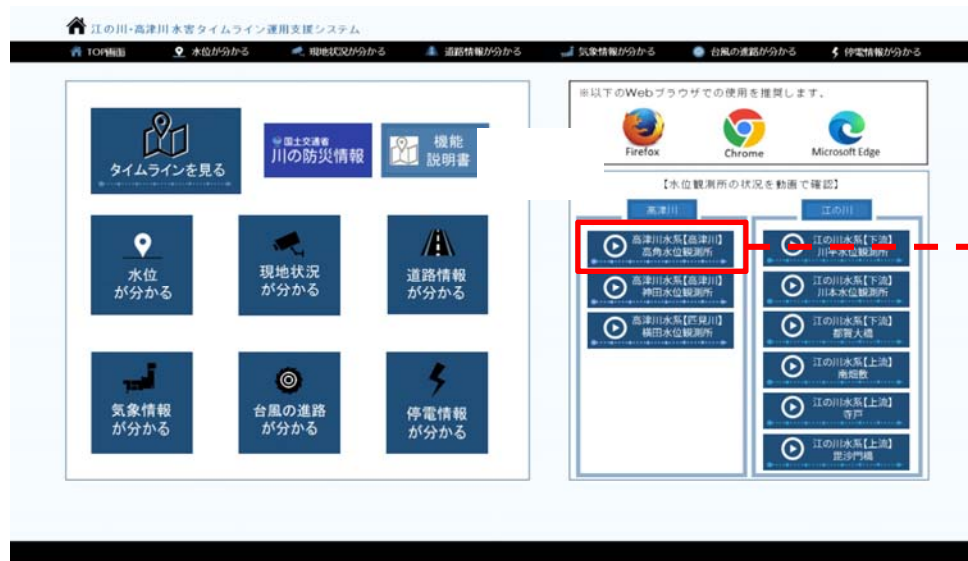 江の川・高津川水害タイムライン運用支援システム
TOP画面
水位が分かる
現地状況が分かる
道路情報が分かる
気象情報が分かる
台風の進路が分かる
停電情報が分かる
タイムラインを見る
国土交通省
川の防災情報
機能
説明書
水位
が分かる
現地状況
が分かる
道路情報
が分かる
気象情報
が分かる
台風の進路
が分かる
停電情報
が分かる
※以下のWebブラウザでの使用を推奨します。
Firefox
Chrome
Microsoft Edge
【水位観測所の状況を動画で確認】
高津川
高津川水系【高津川】
高角水位観測所
高津川水系【高津川】
神田水位観測所
高津川水系【匹見川】
横田水位観測所
江の川
江の川水系【下流】
川平水位観測所
江の川水系【下流】
川本水位観測所
江の川水系【下流】
都賀大橋
江の川水系【上流】
南畑敷
江の川水系【上流】
寺戸
江の川水系【上流】
毘沙門橋